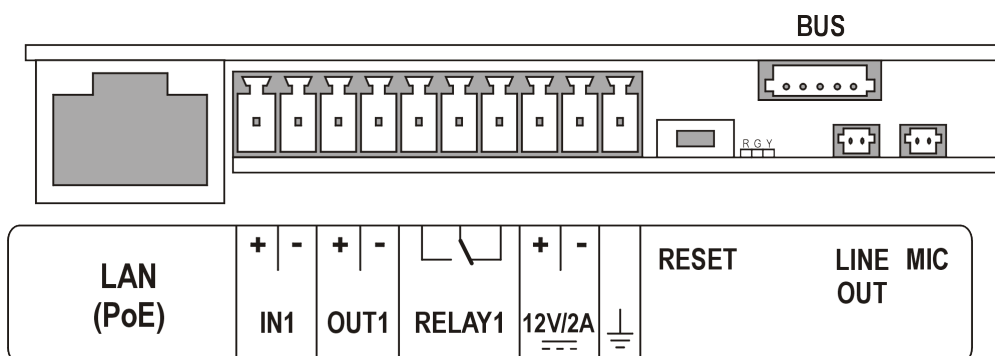 BUS
R G Y
+ - + - + -
LAN
(PoE)
IN1
OUT1
RELAY1
12V/2A
RESET
LINE
OUT
MIC